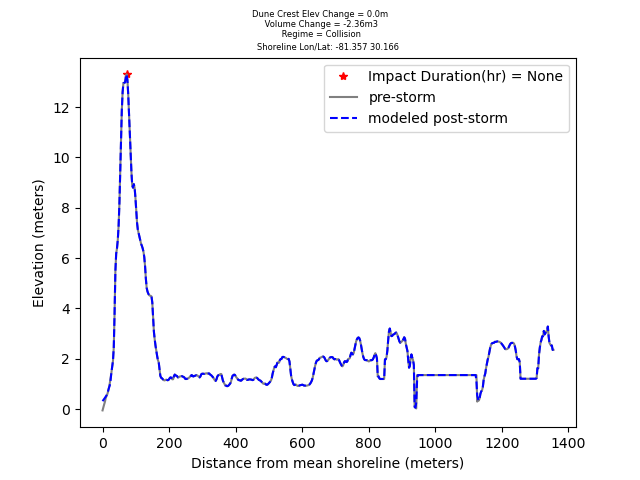 Dune Crest Elev Change = 0.0m
Volume Change = -2.36m3
Regime = Collision
Shoreline Lon/Lat: -81.357 30.166
Impact Duration(hr) = None
pre-storm
modeled post-storm
Elevation (meters)
12
10
8
6
4
2
0
0 200 400 600 800 1000 1200 1400
Distance from mean shoreline (meters)